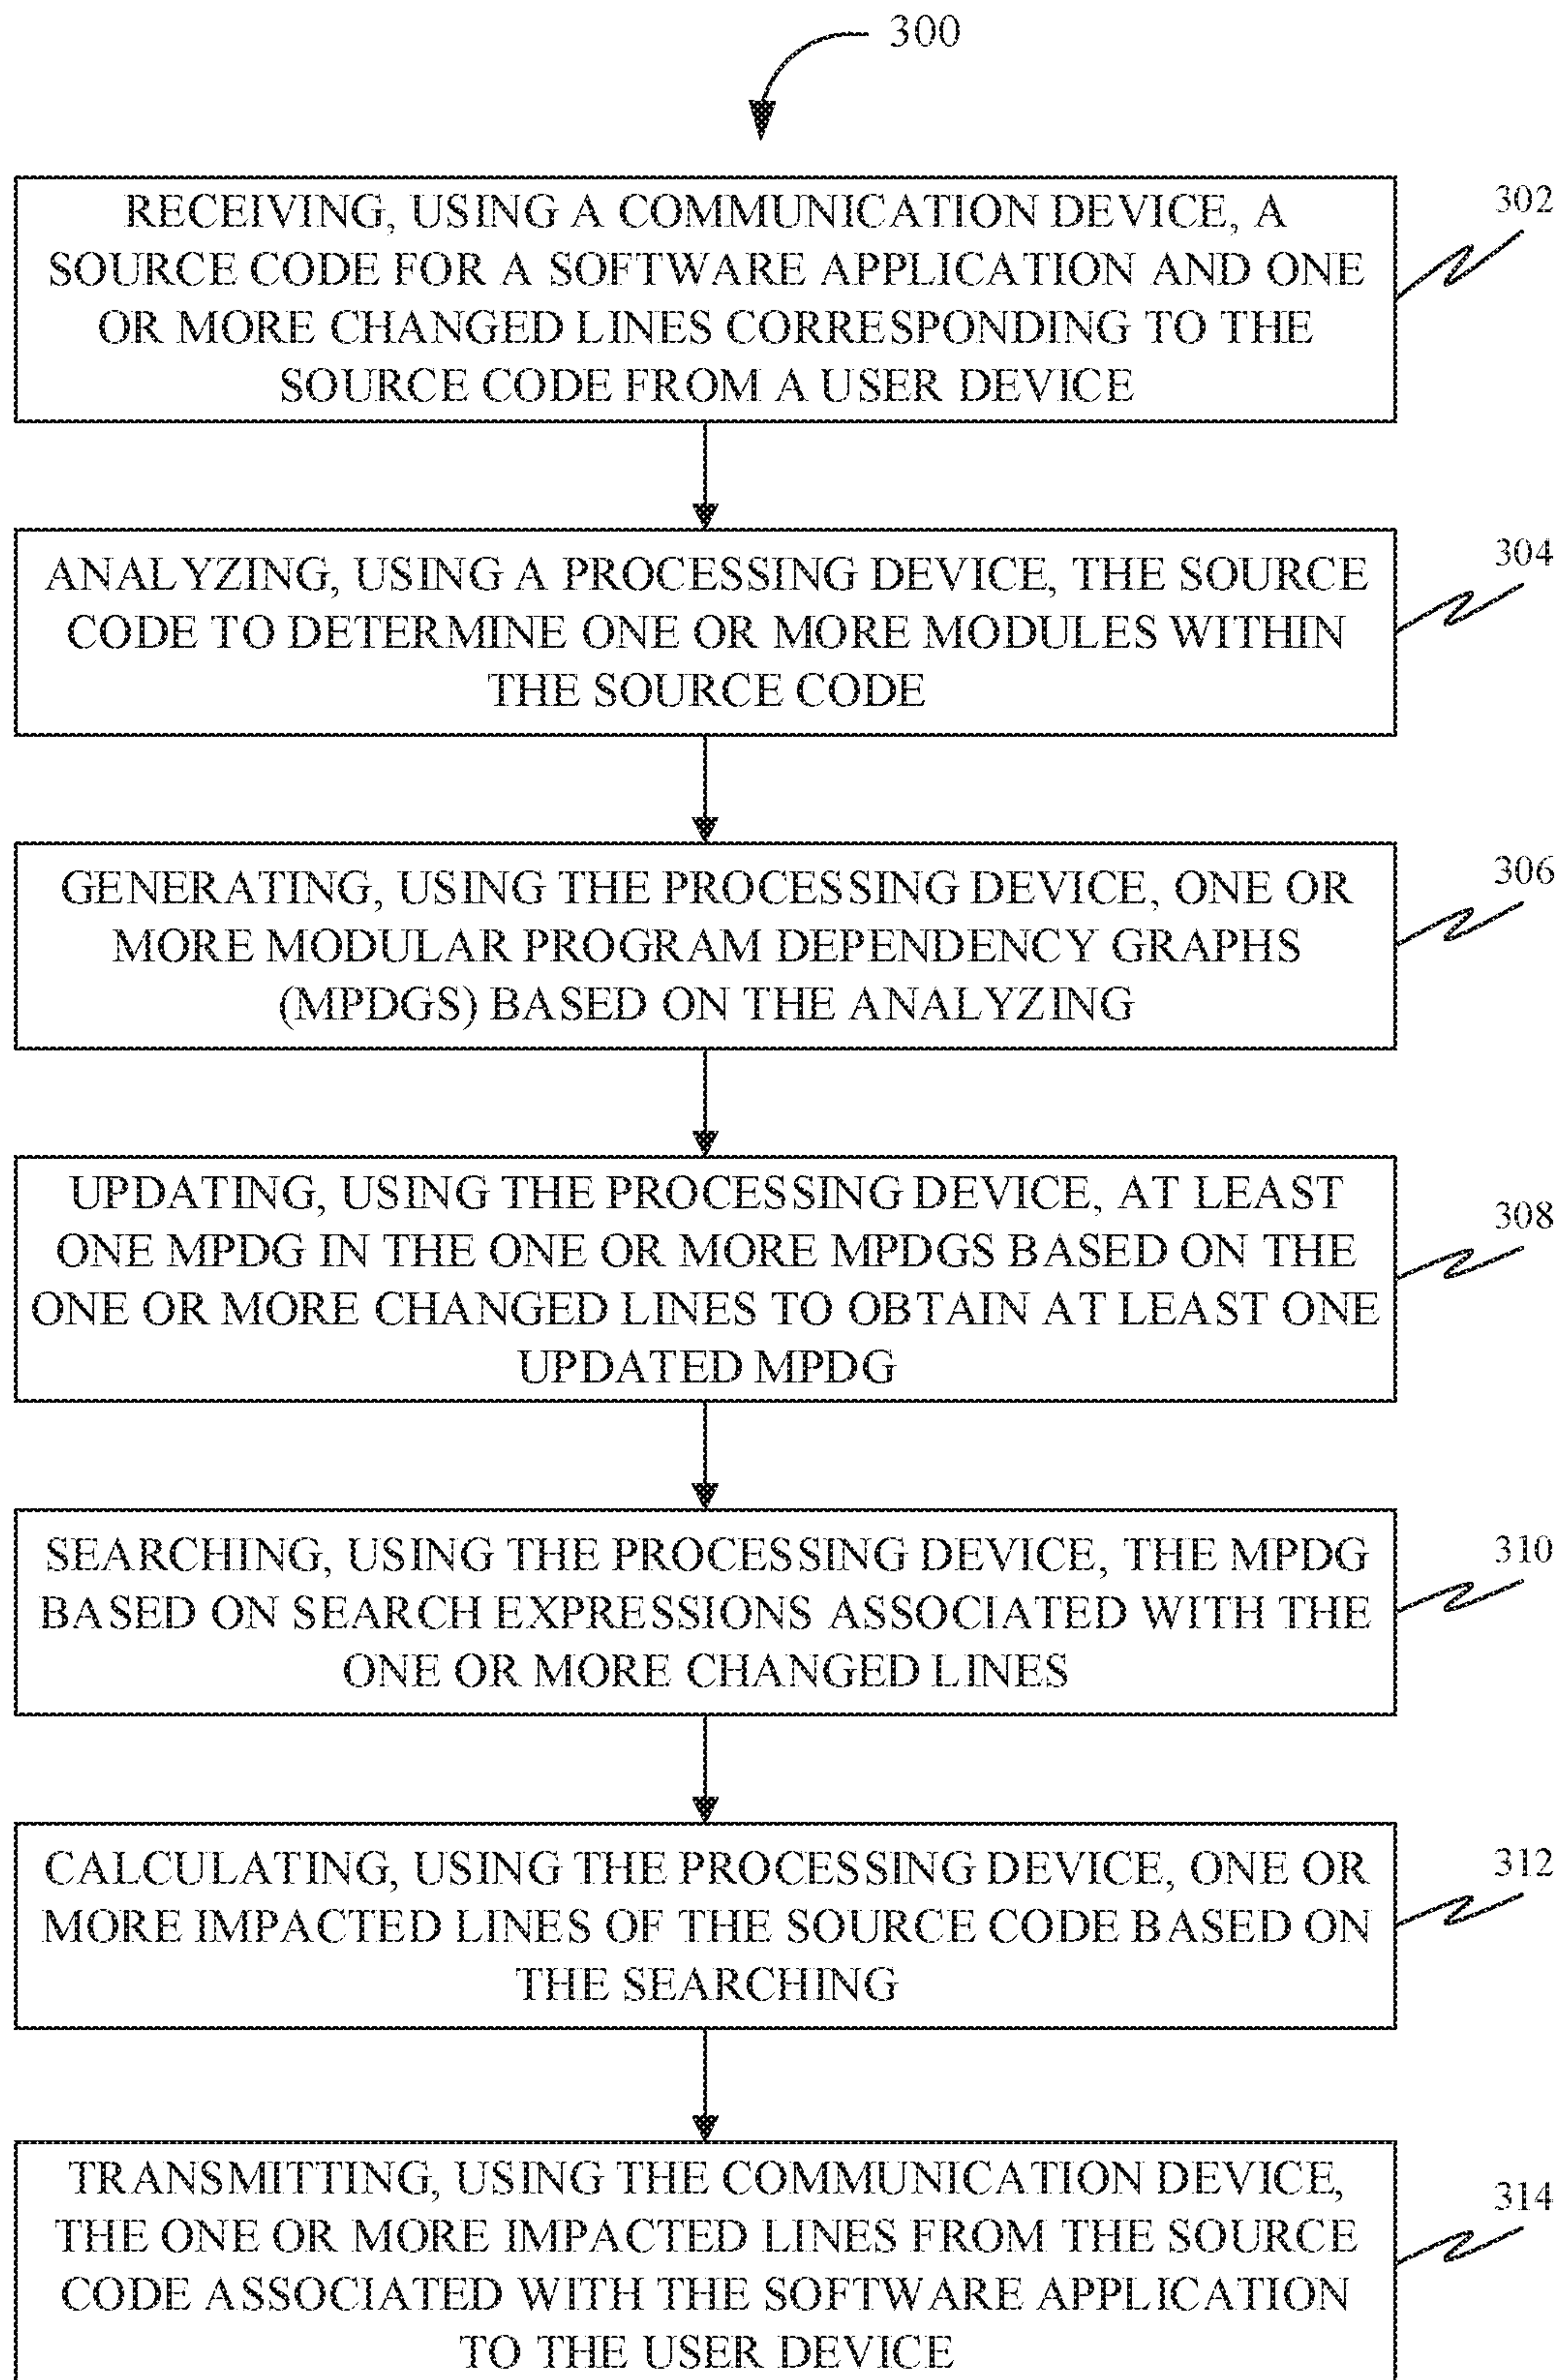 300
302
RECEIVING, USING A COMMUNICATION DEVICE, A
SOURCE CODE FOR A SOFTWARE APPLICATION AND ONE
OR MORE CHANGED LINES CORRESPONDING TO THE
SOURCE CODE FROM A USER DEVICE
304
ANALYZING, USING A PROCESSING DEVICE, THE SOURCE
CODE TO DETERMINE ONE OR MORE MODULES WITHIN
THE SOURCE CODE
306
GENERATING, USING THE PROCESSING DEVICE, ONE OR
MORE MODULAR PROGRAM DEPENDENCY GRAPHS
(MPDGS) BASED ON THE ANALYZING
308
UPDATING, USING THE PROCESSING DEVICE, AT LEAST
ONE MPDG IN THE ONE OR MORE MPDGS BASED ON THE
ONE OR MORE CHANGED LINES TO OBTAIN AT LEAST ONE
UPDATED MPDG
310
SEARCHING, USING THE PROCESSING DEVICE, THE MPDG
BASED ON SEARCH EXPRESSIONS ASSOCIATED WITH THE
ONE OR MORE CHANGED LINES
312
CALCULATING, USING THE PROCESSING DEVICE, ONE OR
MORE IMPACTED LINES OF THE SOURCE CODE BASED ON
THE SEARCHING
314
TRANSMITTING, USING THE COMMUNICATION DEVICE,
THE ONE OR MORE IMPACTED LINES FROM THE SOURCE
CODE ASSOCIATED WITH THE SOFTWARE APPLICATION
TO THE USER DEVICE